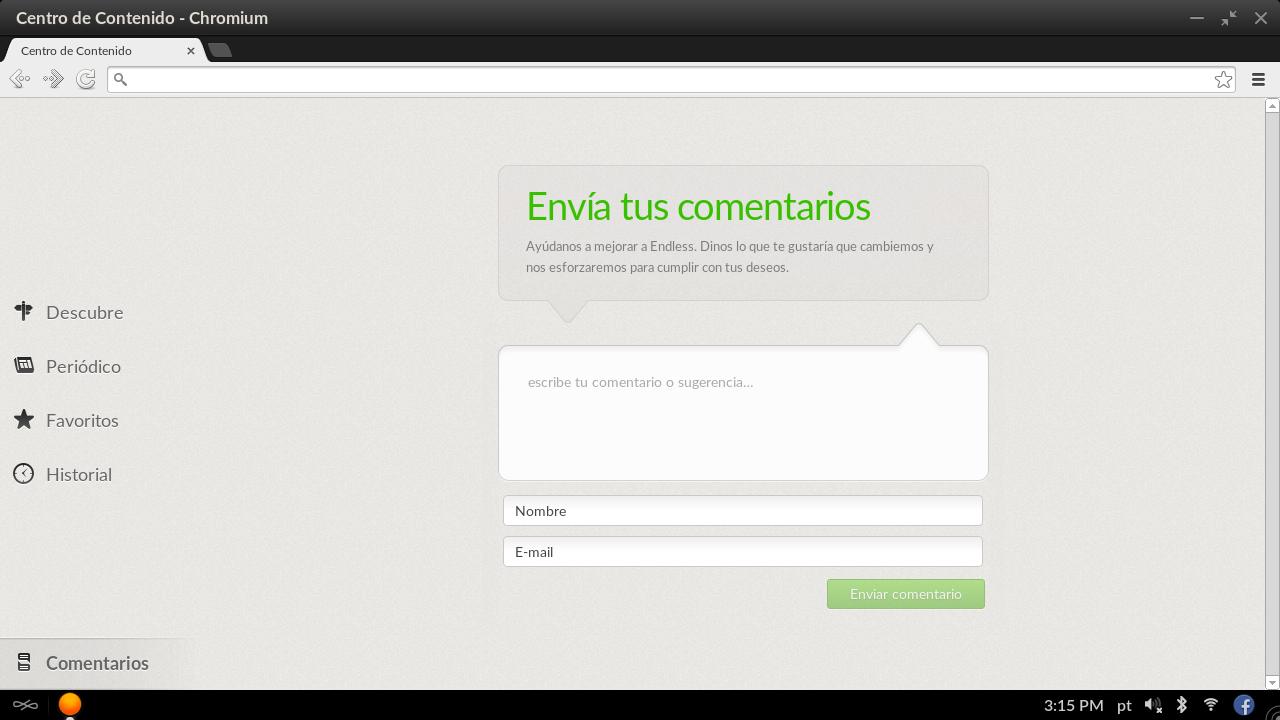 Centro de Contenido - Chromium
Centro de Contenido
Envía tus comentarios
Ayúdanos a mejorar a Endless. Dinos lo que te gustaría que cambiemos y
nos esforzaremos para cumplir con tus deseos.
Descubre
Periódico
Favoritos
Historial
escribe tu comentario o sugerencia...
Nombre
E-mail
Enviar comentario
Comentarios
3:15 PM pt